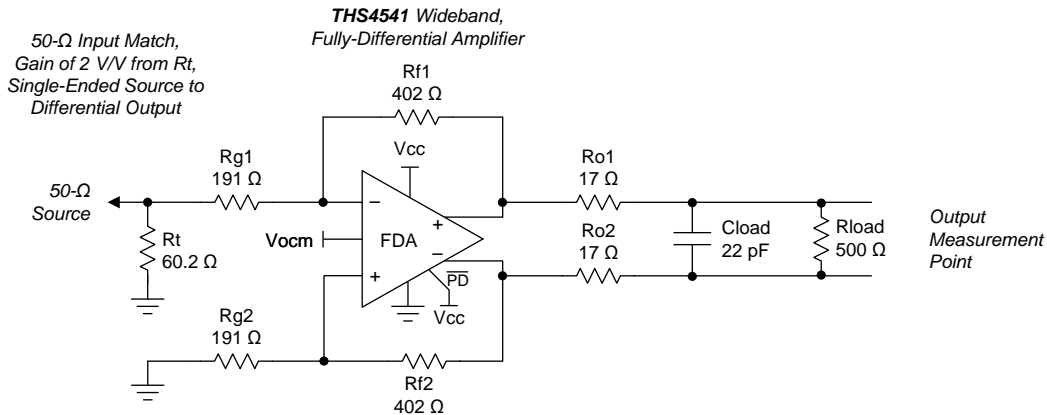 THS4541 Wideband,
Fully-Differential Amplifier
50-Ω Input Match,
Gain of 2 V/V from Rt,
Single-Ended Source to
Differential Output
Rf1
402 Ω
Vcc
Rg1
191 Ω
Ro1
17 Ω
50-Ω
Source
Rt
60.2 Ω
Vocm
−
+
FDA
+
−
PD
Vcc
Ro2
17 Ω
Cload
22 pF
Rload
500 Ω
Output
Measurement
Point
Rg2
191 Ω
Rf2
402 Ω